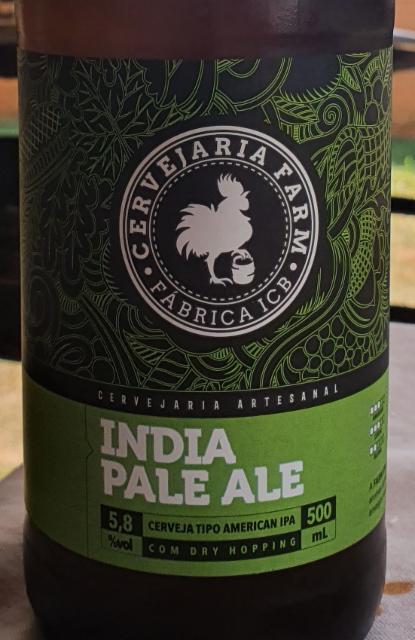 CERVEJARIA FARM
• FÁBRICA ICB •
CERVEJARIA ARTESANAL
INDIA
PALE ALE
5,8 %vol
CERVEJA TIPO AMERICAN IPA
COM DRY HOPPING
500 mL